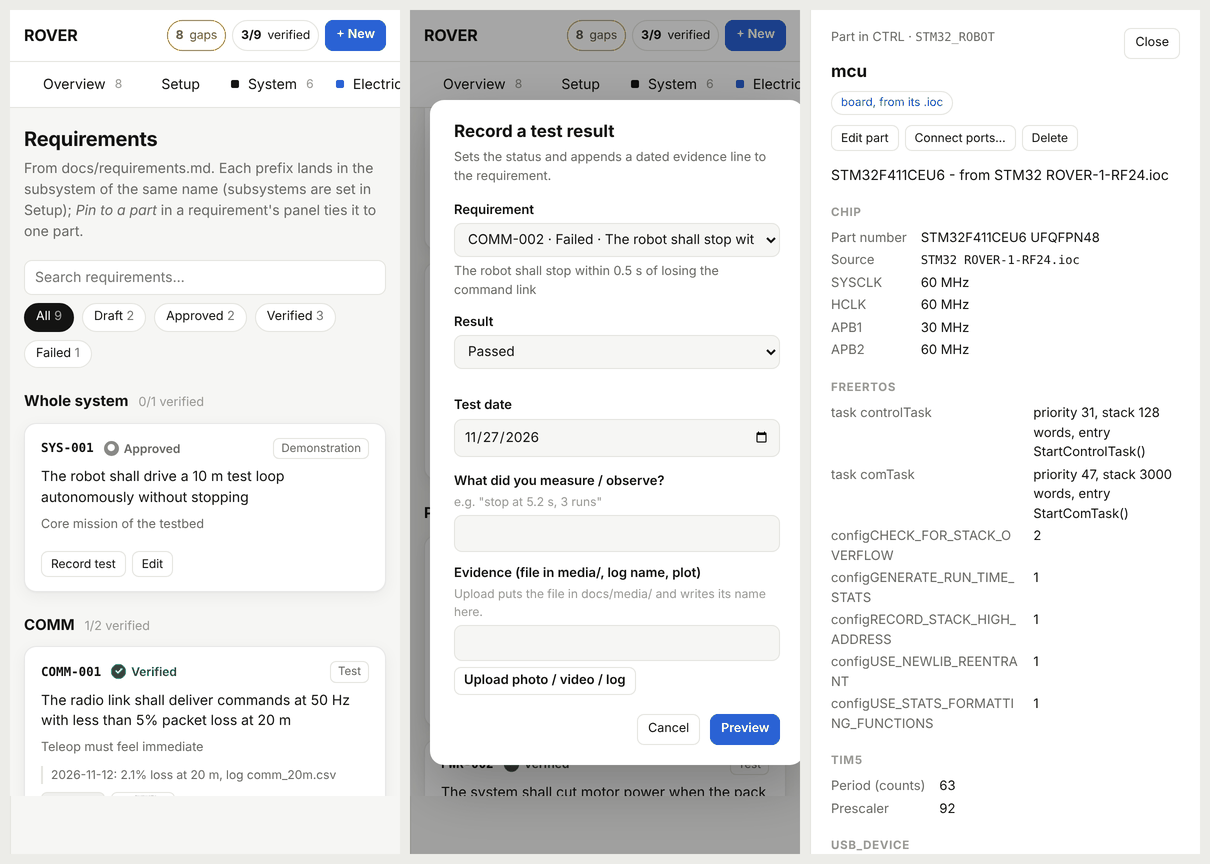 ROVER
8 gaps
3/9 verified
+ New
Overview 8
Setup
System 6
Electric
Requirements
From docs/requirements.md. Each prefix lands in the
subsystem of the same name (subsystems are set in
Setup); Pin to a part in a requirement's panel ties it to
one part.
Search requirements...
All 9
Draft 2
Approved 2
Verified 3
Failed 1
Whole system 0/1 verified
SYS-001 Approved Demonstration
The robot shall drive a 10 m test loop
autonomously without stopping
Core mission of the testbed
Record test
Edit
COMM 1/2 verified
COMM-001 Verified Test
The radio link shall deliver commands at 50 Hz
with less than 5% packet loss at 20 m
Teleop must feel immediate
2026-11-12: 2.1% loss at 20 m, log comm_20m.csv
ROVER
8 gaps
3/9 verified
+ New
Overview 8
Setup
System 6
Electric
Record a test result
Sets the status and appends a dated evidence line to
the requirement.
Requirement
COMM-002 · Failed · The robot shall stop wit
The robot shall stop within 0.5 s of losing the
command link
Result
Passed
Test date
11/27/2026
What did you measure / observe?
e.g. "stop at 5.2 s, 3 runs"
Evidence (file in media/, log name, plot)
Upload puts the file in docs/media/ and writes its name
here.
Upload photo / video / log
Cancel
Preview
The system shall cut motor power when the pack
Part in CTRL · STM32_ROBOT
Close
mcu
board, from its .ioc
Edit part
Connect ports...
Delete
STM32F411CEU6 - from STM32 ROVER-1-RF24.ioc
CHIP
Part number STM32F411CEU6 UFQFPN48
Source STM32 ROVER-1-RF24.ioc
SYSCLK 60 MHz
HCLK 60 MHz
APB1 30 MHz
APB2 60 MHz
FREERTOS
task controlTask priority 31, stack 128
words, entry
StartControlTask()
task comTask priority 47, stack 3000
words, entry
StartComTask()
configCHECK_FOR_STACK_O 2
VERFLOW
configGENERATE_RUN_TIME_ 1
STATS
configRECORD_STACK_HIGH_ 1
ADDRESS
configUSE_NEWLIB_REENTRA 1
NT
configUSE_STATS_FORMATTI 1
NG_FUNCTIONS
TIM5
Period (counts) 63
Prescaler 92
USB_DEVICE